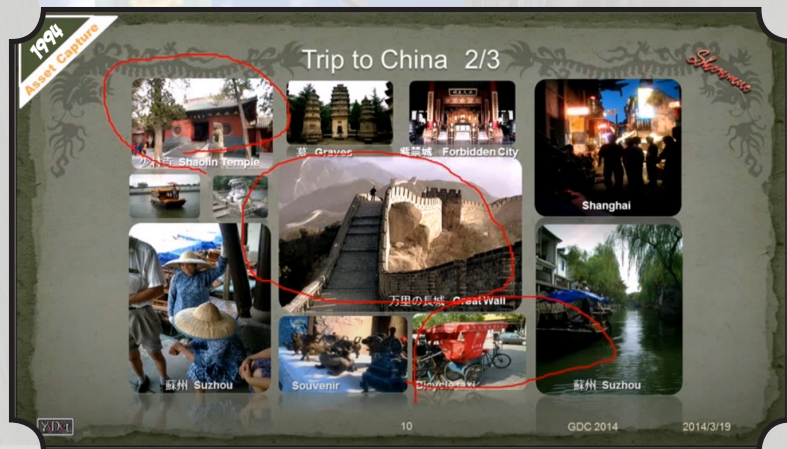 1994
Asset Capture
Trip to China 2/3
Shenmue
少林寺 Shaolin Temple
墓 Graves
紫禁城 Forbidden City
Shanghai
万里の長城 Great Wall
蘇州 Suzhou
Souvenir
Bicycle taxi
蘇州 Suzhou
YSNET
10
GDC 2014
2014/3/19